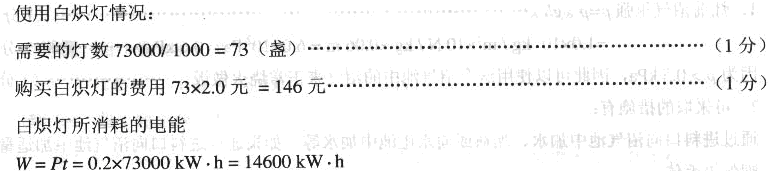 使用白炽灯情况：
需要的灯数 73000/ 1000 = 73（盏）……………………………………………（1 分）
购买白炽灯的费用 73×2.0 元 = 146 元……………………………………………（1 分）
白炽灯所消耗的电能
W = Pt = 0.2×73000 kW · h = 14600 kW · h